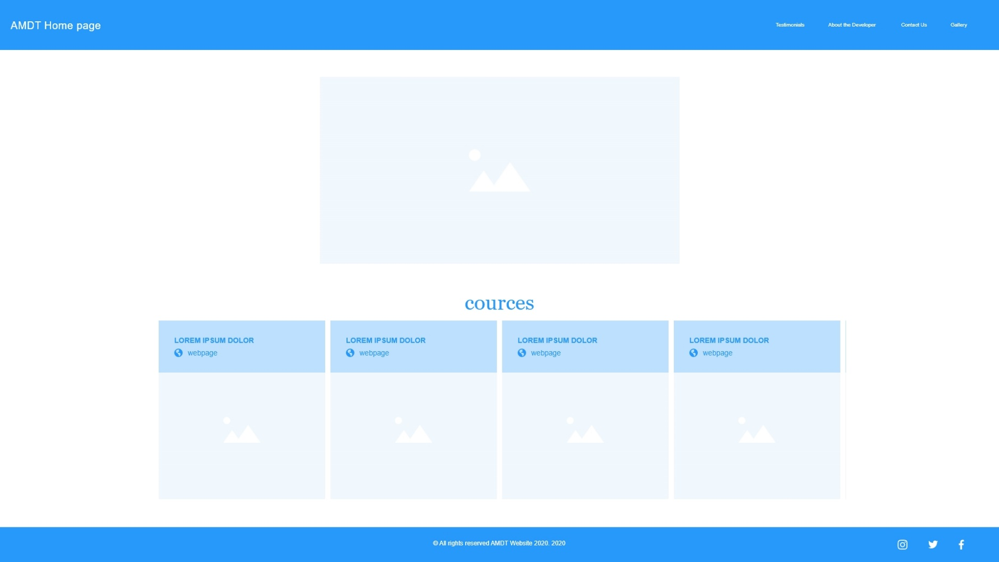 AMDT Home page
Testimonials
About the Developer
Contact Us
Gallery
cources
LOREM IPSUM DOLOR
webpage
LOREM IPSUM DOLOR
webpage
LOREM IPSUM DOLOR
webpage
LOREM IPSUM DOLOR
webpage
© All rights reserved AMDT Website 2020. 2020